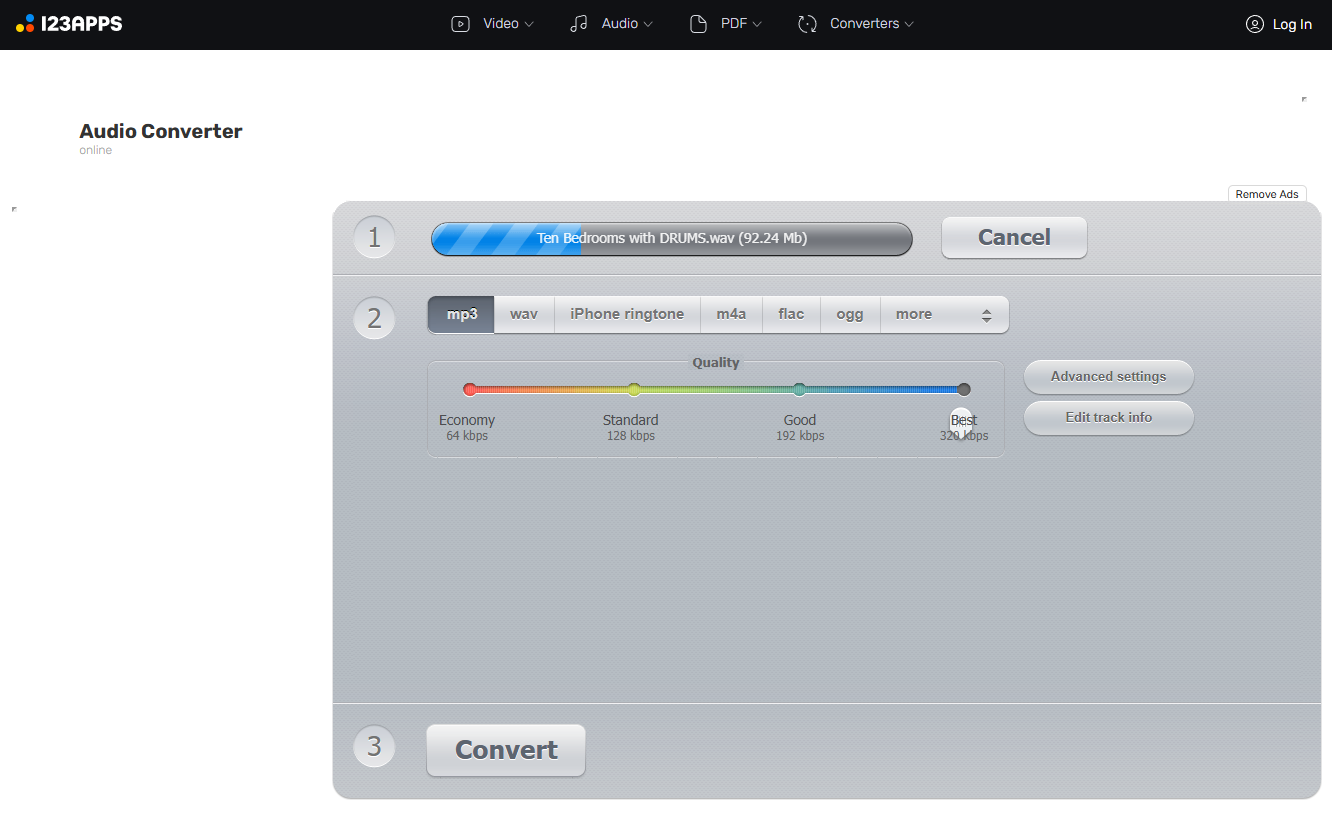 123APPS
Video
Audio
PDF
Converters
Log In
Audio Converter
online
Remove Ads
1
Ten Bedrooms with DRUMS.wav (92.24 Mb)
Cancel
2
mp3
wav
iPhone ringtone
m4a
flac
ogg
more
Quality
Economy
64 kbps
Standard
128 kbps
Good
192 kbps
Best
320 kbps
Advanced settings
Edit track info
3
Convert